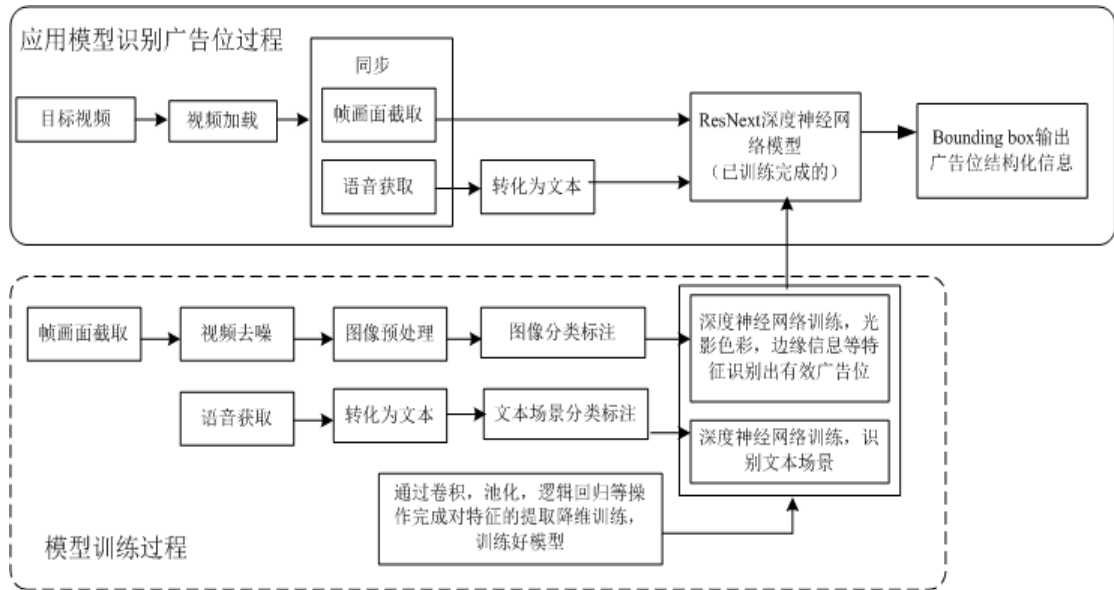 应用模型识别广告位过程
同步
目标视频
视频加载
帧画面截取
语音获取
转化为文本
ResNext深度神经网
络模型
（已训练完成的）
Bounding box输出
广告位结构化信息
帧画面截取
视频去噪
图像预处理
图像分类标注
深度神经网络训练，光
影色彩，边缘信息等特
征识别出有效广告位
语音获取
转化为文本
文本场景分类标注
深度神经网络训练，识
别文本场景
通过卷积，池化，逻辑回归等操
作完成对特征的提取降维训练，
训练好模型
模型训练过程